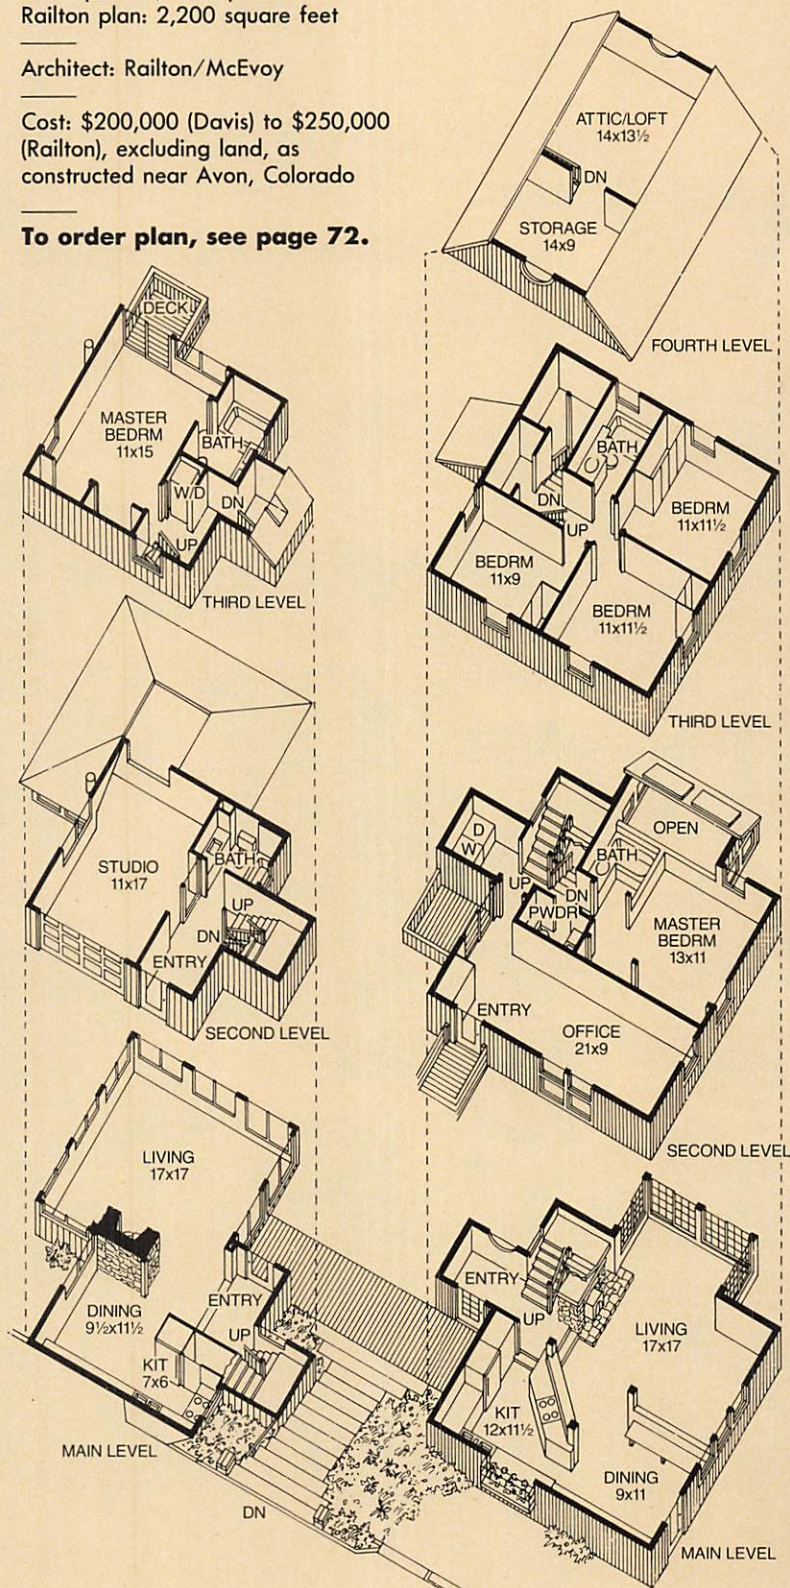 Railton plan: 2,200 square feet
Architect: Railton/McEvoy
Cost: $200,000 (Davis) to $250,000
(Railton), excluding land, as
constructed near Avon, Colorado
To order plan, see page 72.
ATTIC/LOFT
14x13½
DN
STORAGE
14x9
FOURTH LEVEL
DECK
MASTER
BEDRM
11x15
BATH
W/D
DN
UP
THIRD LEVEL
BATH
DN
UP
BEDRM
11x11½
BEDRM
11x9
BEDRM
11x11½
THIRD LEVEL
STUDIO
11x17
BATH
UP
DN
ENTRY
SECOND LEVEL
D
W
OPEN
BATH
UP
DN
PWDR
MASTER
BEDRM
13x11
ENTRY
OFFICE
21x9
SECOND LEVEL
LIVING
17x17
DINING
9½x11½
ENTRY
UP
KIT
7x6
MAIN LEVEL
DN
ENTRY
UP
LIVING
17x17
KIT
12x11½
DINING
9x11
MAIN LEVEL